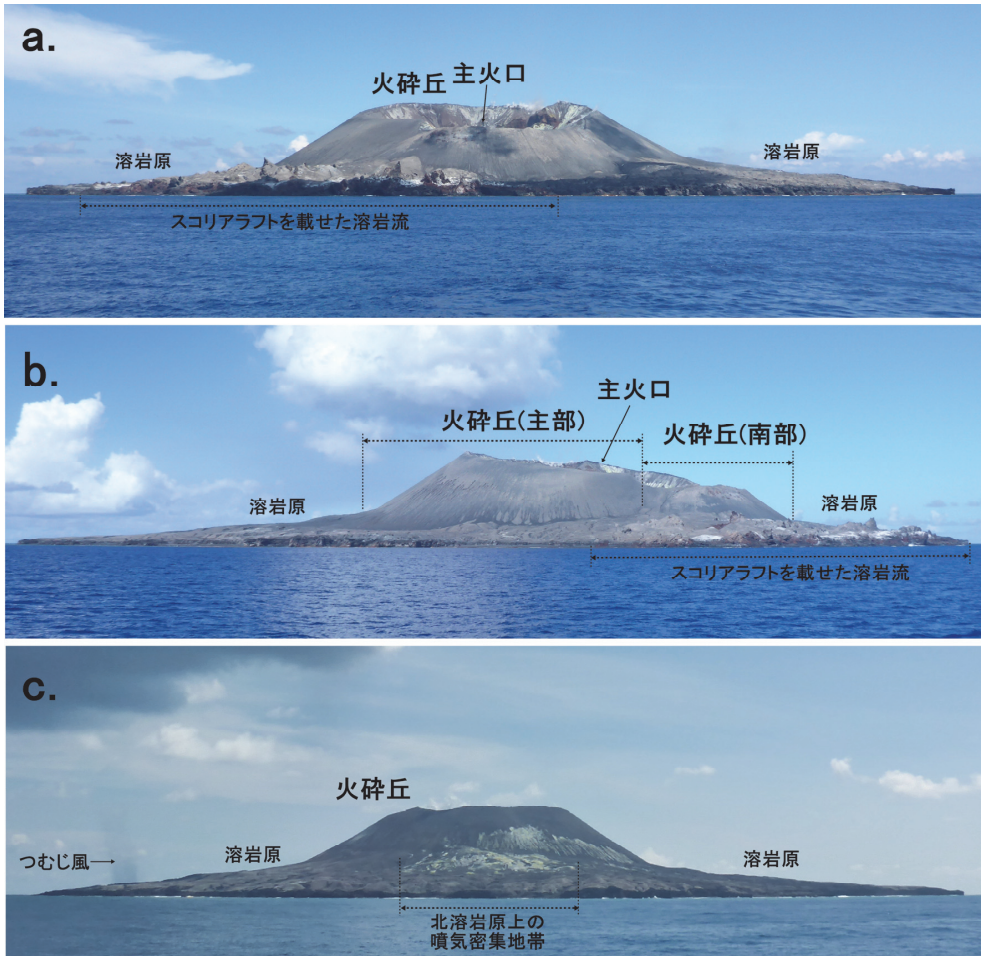 a.
火砕丘 主火口
溶岩原
溶岩原
スコリアラフトを載せた溶岩流
b.
主火口
火砕丘(主部)
火砕丘(南部)
溶岩原
溶岩原
スコリアラフトを載せた溶岩流
c.
火砕丘
つむじ風→
溶岩原
溶岩原
北溶岩原上の
噴気密集地帯